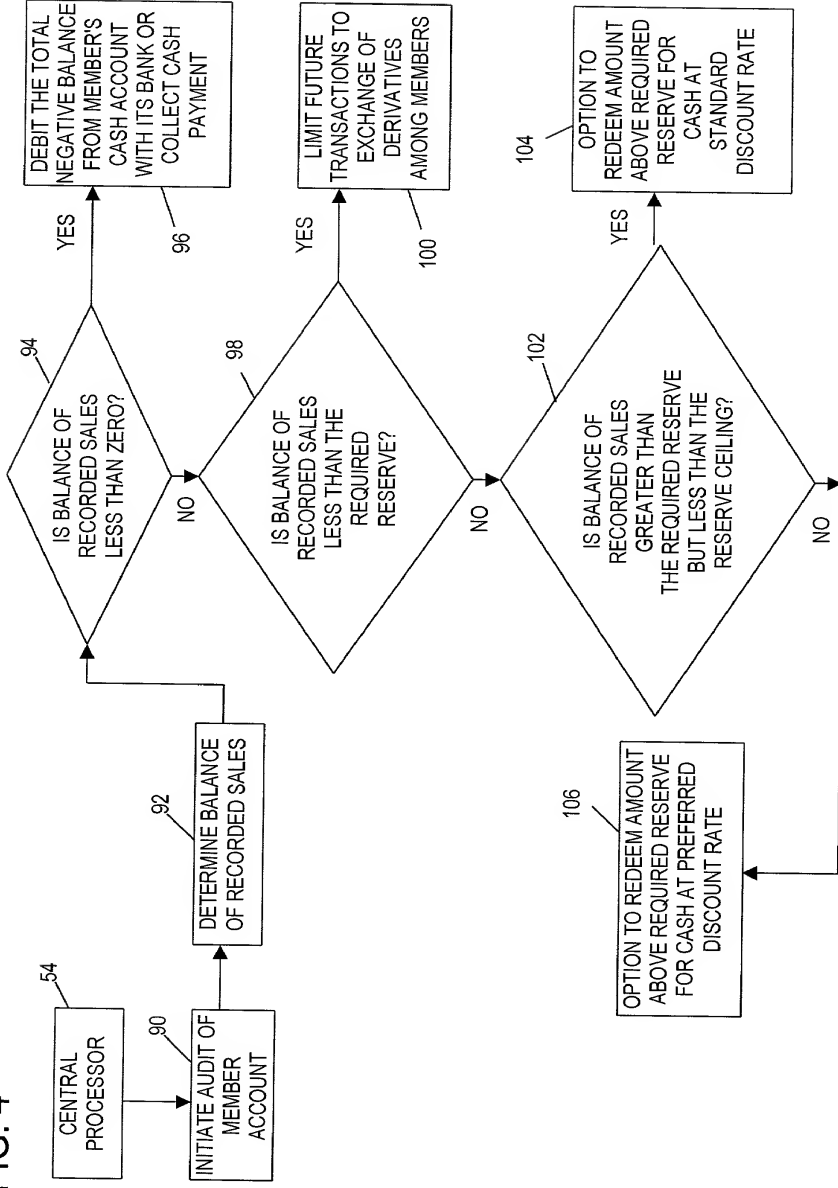 FIG. 4
CENTRAL
PROCESSOR
54
INITIATE AUDIT OF
MEMBER
ACCOUNT
90
DETERMINE BALANCE
OF RECORDED SALES
92
IS BALANCE OF
RECORDED SALES
LESS THAN ZERO?
94
YES
DEBIT THE TOTAL
NEGATIVE BALANCE
FROM MEMBER'S
CASH ACCOUNT
WITH ITS BANK OR
COLLECT CASH
PAYMENT
96
NO
IS BALANCE OF
RECORDED SALES
LESS THAN THE
REQUIRED
RESERVE?
98
YES
LIMIT FUTURE
TRANSACTIONS TO
EXCHANGE OF
DERIVATIVES
AMONG MEMBERS
100
NO
IS BALANCE OF
RECORDED SALES
GREATER THAN
THE REQUIRED RESERVE
BUT LESS THAN THE
RESERVE CEILING?
102
YES
OPTION TO
REDEEM AMOUNT
ABOVE REQUIRED
RESERVE FOR
CASH AT
STANDARD
DISCOUNT RATE
104
NO
OPTION TO REDEEM AMOUNT
ABOVE REQUIRED RESERVE
FOR CASH AT PREFERRED
DISCOUNT RATE
106